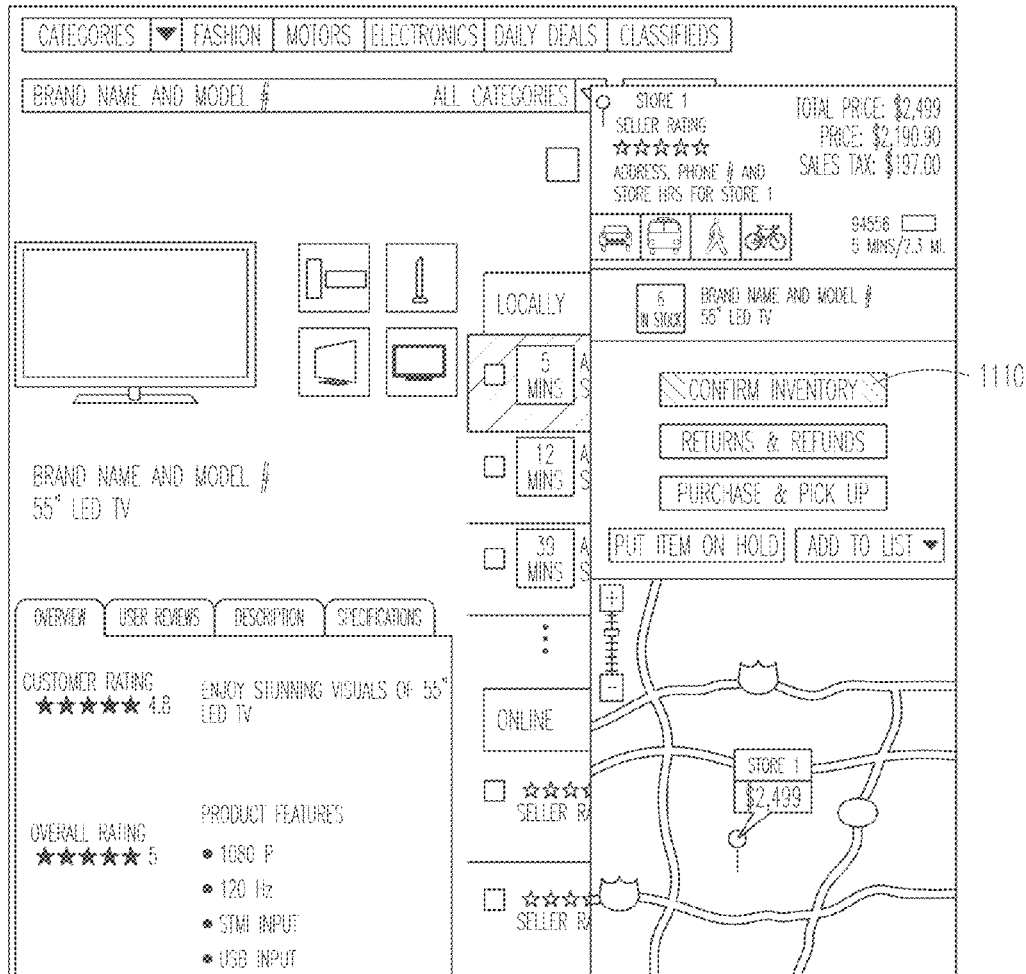 CATEGORIES FASHION MOTORS ELECTRONICS DAILY DEALS CLASSIFIEDS
BRAND NAME AND MODEL # ALL CATEGORIES
STORE 1
SELLER RATING
ADDRESS, PHONE # AND
STORE HRS FOR STORE 1
TOTAL PRICE: $2,499
PRICE: $2,190.90
SALES TAX: $197.00
94556
5 MINS/2.3 MI.
6
IN STOCK
BRAND NAME AND MODEL #
55" LED TV
CONFIRM INVENTORY
1110
RETURNS & REFUNDS
PURCHASE & PICK UP
PUT ITEM ON HOLD
ADD TO LIST
LOCALLY
5
MINS
A
S
12
MINS
A
S
39
MINS
A
S
BRAND NAME AND MODEL #
55" LED TV
OVERVIEW USER REVIEWS DESCRIPTION SPECIFICATIONS
CUSTOMER RATING
4.8
ENJOY STUNNING VISUALS OF 55"
LED TV
OVERALL RATING
5
PRODUCT FEATURES
• 1080 P
• 120 Hz
• STMI INPUT
• USB INPUT
ONLINE
SELLER RA
SELLER RA
STORE 1
$2,499